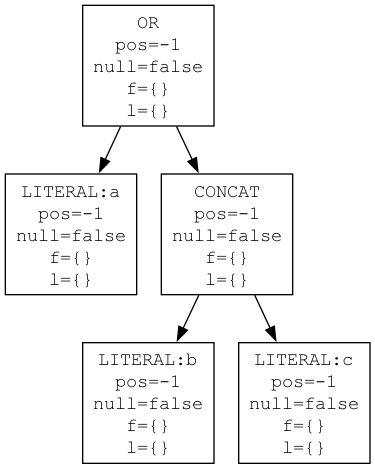 OR
pos=-1
null=false
f={}
l={}
LITERAL:a
pos=-1
null=false
f={}
l={}
CONCAT
pos=-1
null=false
f={}
l={}
LITERAL:b
pos=-1
null=false
f={}
l={}
LITERAL:c
pos=-1
null=false
f={}
l={}